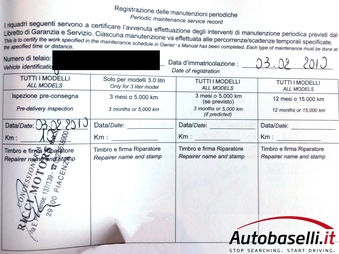 Registrazione delle manutenzioni periodiche
Periodic maintenance service record
I riquadri seguenti servono a certificare l'avvenuta effettuazione degli interventi di manutenzione periodica previsti dal
Libretto di Garanzia e Servizio. Ciascuna manutenzione va effettuata alle percorrenze/scadenze temporali specificate.
This is to certify the work specified in the maintenance schedule in Owner's Manual has been completed. Each type of maintenance must be done at
the specified time or distance.
Numero di telaio:
Vehicle identification
Data d'immatricolazione : 03.02.2010
Date of registration
TUTTI I MODELLI
ALL MODELS
Ispezione pre-consegna
Pre-delivery inspection
Data/Date: 03.02.2010
Km :
Timbro e firma Riparatore
Repairer name and stamp
RICCI MOTOR
29100 PIACENZA
Solo per modelli 3.0 litri
Only for 3 liter model
3 mesi o 5.000 km
3 months or 5,000 km
Data/Date:
Km :
Timbro e firma Riparatore
Repairer name and stamp
TUTTI I MODELLI
ALL MODELS
3 mesi o 5.000 km
(se previsto)
3 months or 5,000 km
(if predicted)
Data/Date:
Km :
Timbro e firma Riparatore
Repairer name and stamp
TUTTI I MODELLI
ALL MODELS
12 mesi o 15.000 km
12 months or 15,000 km
Data/Date:
Km :
Timbro e firma Riparatore
Repairer name and stamp
Autobaselli.it
STOP SEARCHING. START DRIVING.